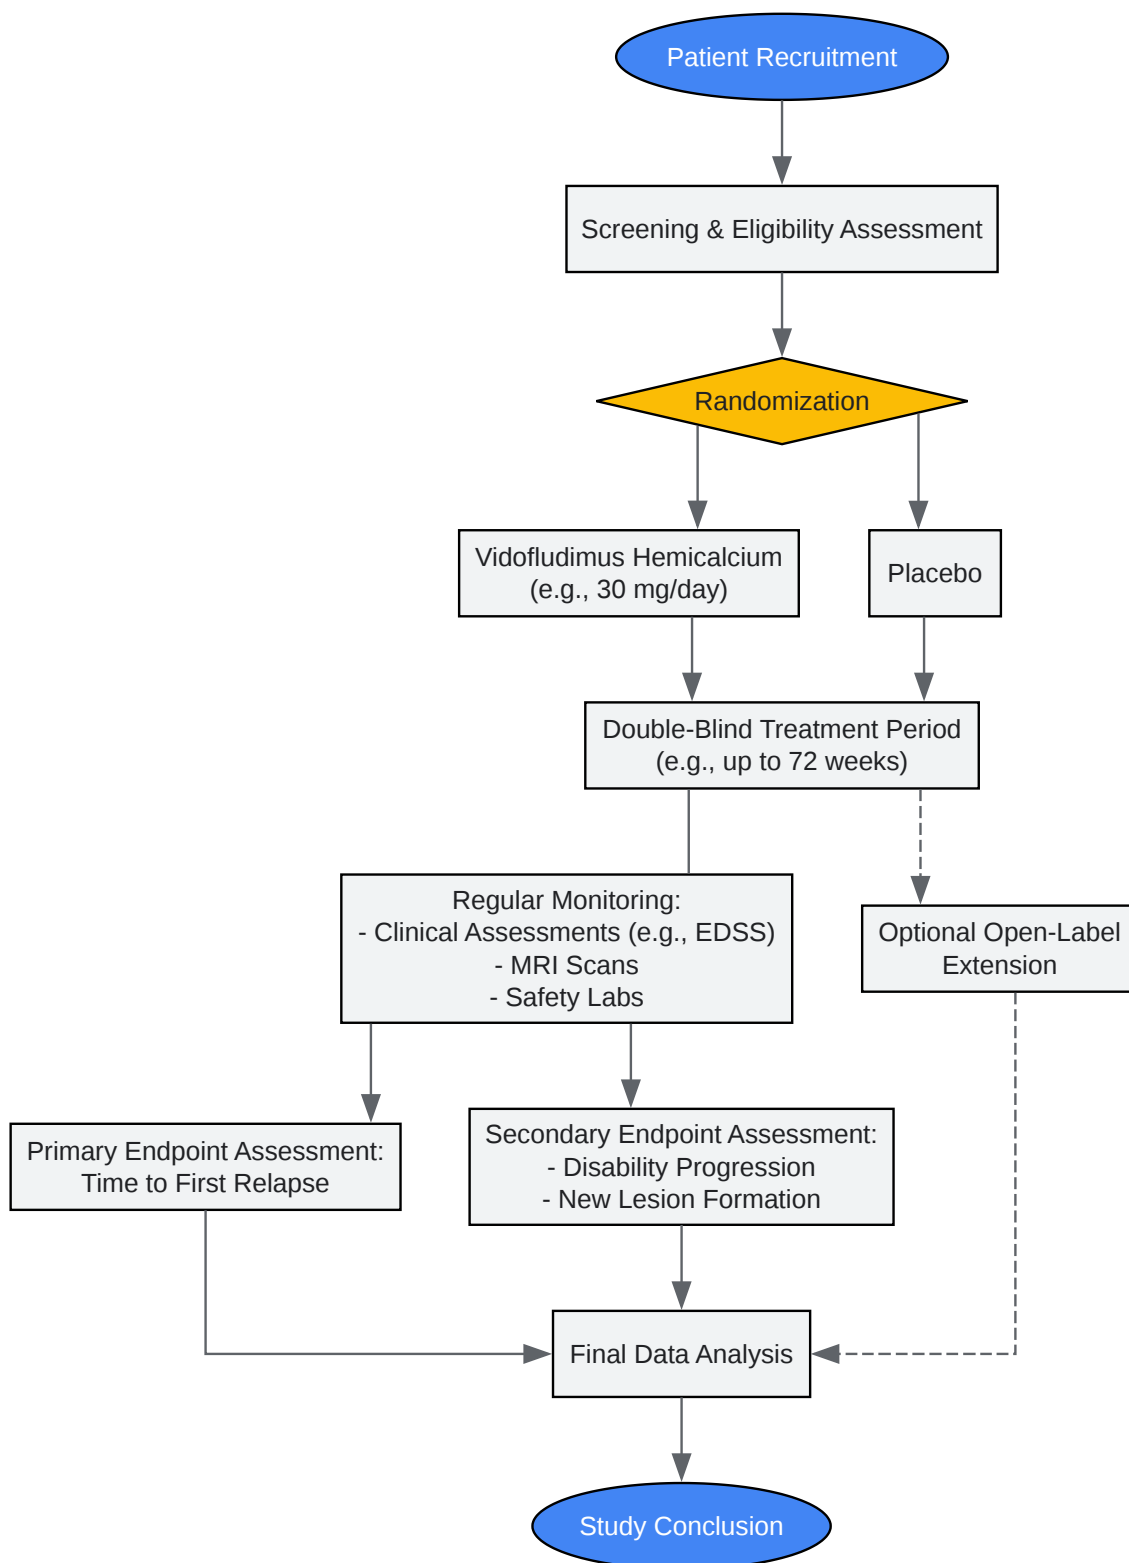 Patient Recruitment
Screening & Eligibility Assessment
Randomization
Vidofludimus Hemicalcium
(e.g., 30 mg/day)
Placebo
Double-Blind Treatment Period
(e.g., up to 72 weeks)
Regular Monitoring:
- Clinical Assessments (e.g., EDSS)
- MRI Scans
- Safety Labs
Optional Open-Label
Extension
Primary Endpoint Assessment:
Time to First Relapse
Secondary Endpoint Assessment:
- Disability Progression
- New Lesion Formation
Final Data Analysis
Study Conclusion